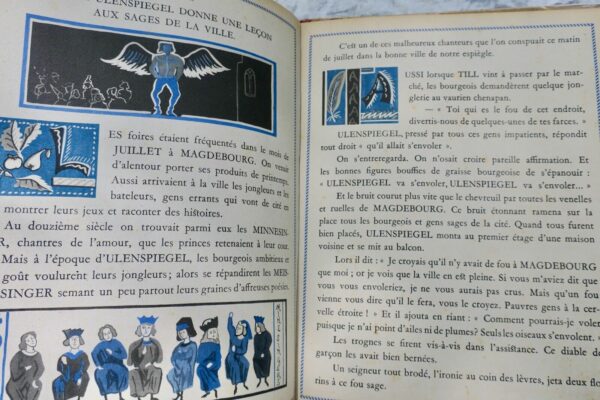 ULENSPIEGEL DONNE UNE LEÇON
AUX SAGES DE LA VILLE.
ES foires étaient fréquentés dans le mois de
JUILLET à MAGDEBOURG. On venait
d'alentour porter ses produits de printemps.
Aussi arrivaient à la ville les jongleurs et les
bateleurs, gens errants qui vont de cité en
montrer leurs jeux et raconter des histoires.
Au douzième siècle on trouvait parmi eux les MINNESIN-
R, chantres de l'amour, que les princes retenaient à leur cour.
Mais à l'époque d'ULENSPIEGEL, les bourgeois ambitieux et
goût voulurent leurs jongleurs; alors se répandirent les MEIS-
SINGER semant un peu partout leurs graines d'affreuses poésies.
C'est un de ces malheureux chanteurs que l'on conspuait ce matin
de juillet dans la bonne ville de notre espiègle.
USSI lorsque TILL vint à passer par le mar-
ché, les bourgeois demandèrent quelque jon-
glerie au vaurien chenapan.
— « Toi qui es le fou de cet endroit,
divertis-nous de quelques-unes de tes farces. »
ULENSPIEGEL, pressé par tous ces gens impatients, répondit
tout droit « qu'il allait s'envoler ».
On s'entreregarda. On n'osait croire pareille affirmation. Et
les bonnes figures bouffies de graisse bourgeoise de s'épanouir :
« ULENSPIEGEL va s'envoler, ULENSPIEGEL va s'envoler... »
Et le bruit courut plus vite que le chevreuil par toutes les venelles
et ruelles de MAGDEBOURG. Ce bruit étonnant ramena sur la
place tous les bourgeois et gens sages de la cité. Quand tous furent
bien placés, ULENSPIEGEL monta au premier étage d'une maison
voisine et se mit au balcon.
Lors il dit : « Je croyais qu'il n'y avait de fou à MAGDEBOURG
que moi; or je vois que la ville en est pleine. Si vous m'aviez dit que
vous vous envoleriez, je ne vous aurais pas crus. Mais qu'un fou
vienne vous dire qu'il le fera, vous le croyez. Pauvres gens à la cer-
velle étroite ! » Et il ajouta en riant : « Comment pourrais-je voler
puisque je n'ai point d'ailes ni de plumes? Seuls les oiseaux s'envolent. »
Les trognes se firent vis-à-vis dans l'assistance. Ce diable de
garçon les avait bien bernées.
Un seigneur tout brodé, l'ironie au coin des lèvres, jeta deux flo-
rins à ce fou sage.